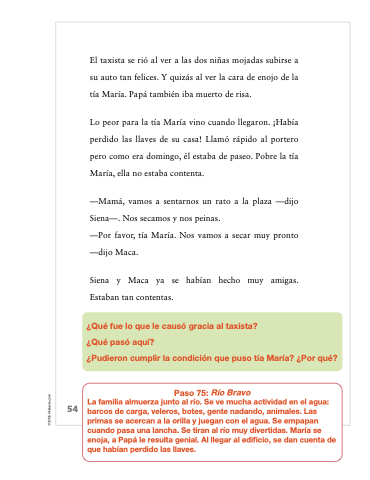 El taxista se rió al ver a las dos niñas mojadas subirse a
su auto tan felices. Y quizás al ver la cara de enojo de la
tía María. Papá también iba muerto de risa.
Lo peor para la tía María vino cuando llegaron. ¡Había
perdido las llaves de su casa! Llamó rápido al portero
pero como era domingo, él estaba de paseo. Pobre la tía
María, ella no estaba contenta.
—Mamá, vamos a sentarnos un rato a la plaza —dijo
Siena—. Nos secamos y nos peinas.
—Por favor, tía María. Nos vamos a secar muy pronto
—dijo Maca.
Siena y Maca ya se habían hecho muy amigas.
Estaban tan contentas.
¿Qué fue lo que le causó gracia al taxista?
¿Qué pasó aquí?
¿Pudieron cumplir la condición que puso tía María? ¿Por qué?
Paso 75: Río Bravo
La familia almuerza junto al río. Se ve mucha actividad en el agua:
barcos de carga, veleros, botes, gente nadando, animales. Las
primas se acercan a la orilla y juegan con el agua. Se empapan
cuando pasa una lancha. Se tiran al río muy divertidas. María se
enoja, a Papá le resulta genial. Al llegar al edificio, se dan cuenta de
que habían perdido las llaves.
54